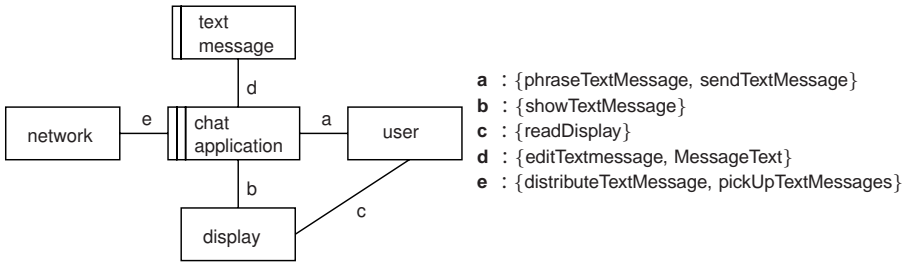 text
message
d
network
e
chat
application
a
user
b
c
display
a : {phraseTextMessage, sendTextMessage}
b : {showTextMessage}
c : {readDisplay}
d : {editTextmessage, MessageText}
e : {distributeTextMessage, pickUpTextMessages}